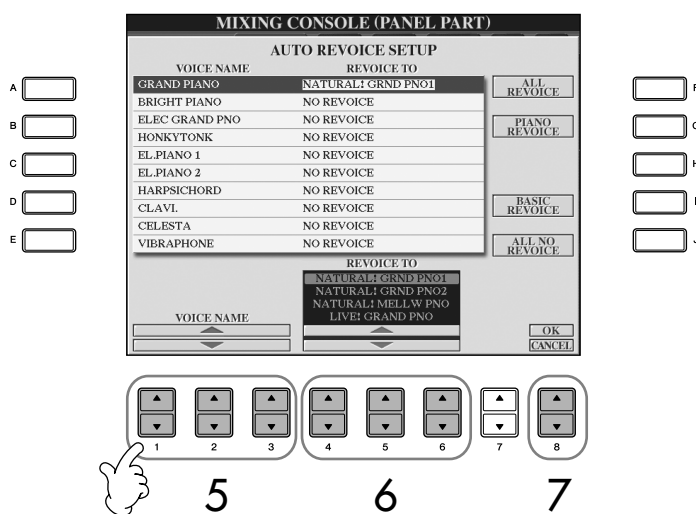 MIXING CONSOLE (PANEL PART)
AUTO REVOICE SETUP
VOICE NAME REVOICE TO
GRAND PIANO NATURAL! GRND PNO1
BRIGHT PIANO NO REVOICE
ELEC GRAND PNO NO REVOICE
HONKYTONK NO REVOICE
EL.PIANO 1 NO REVOICE
EL.PIANO 2 NO REVOICE
HARPSICHORD NO REVOICE
CLAVI. NO REVOICE
CELESTA NO REVOICE
VIBRAPHONE NO REVOICE
ALL
REVOICE
PIANO
REVOICE
BASIC
REVOICE
ALL NO
REVOICE
A
B
C
D
E
REVOICE TO
NATURAL! GRND PNO1
NATURAL! GRND PNO2
NATURAL! MELLW PNO
LIVE! GRAND PNO
VOICE NAME
OK
CANCEL
1 2 3 4 5 6 7 8
5 6 7